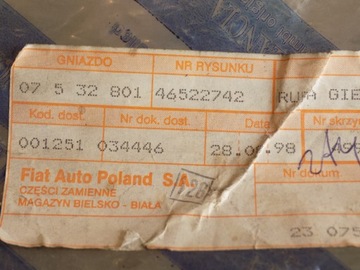 GNIAZDO NR RYSUNKU
07 5 32 801 46522742 RURA GIE
Kod. dost. Nr dok. dost. Data Nr skrzy
001251 034446 28.0 .98
Fiat Auto Poland S.A. Nr dokum
CZĘŚCI ZAMIENNE
MAGAZYN BIELSKO - BIAŁA
23 075